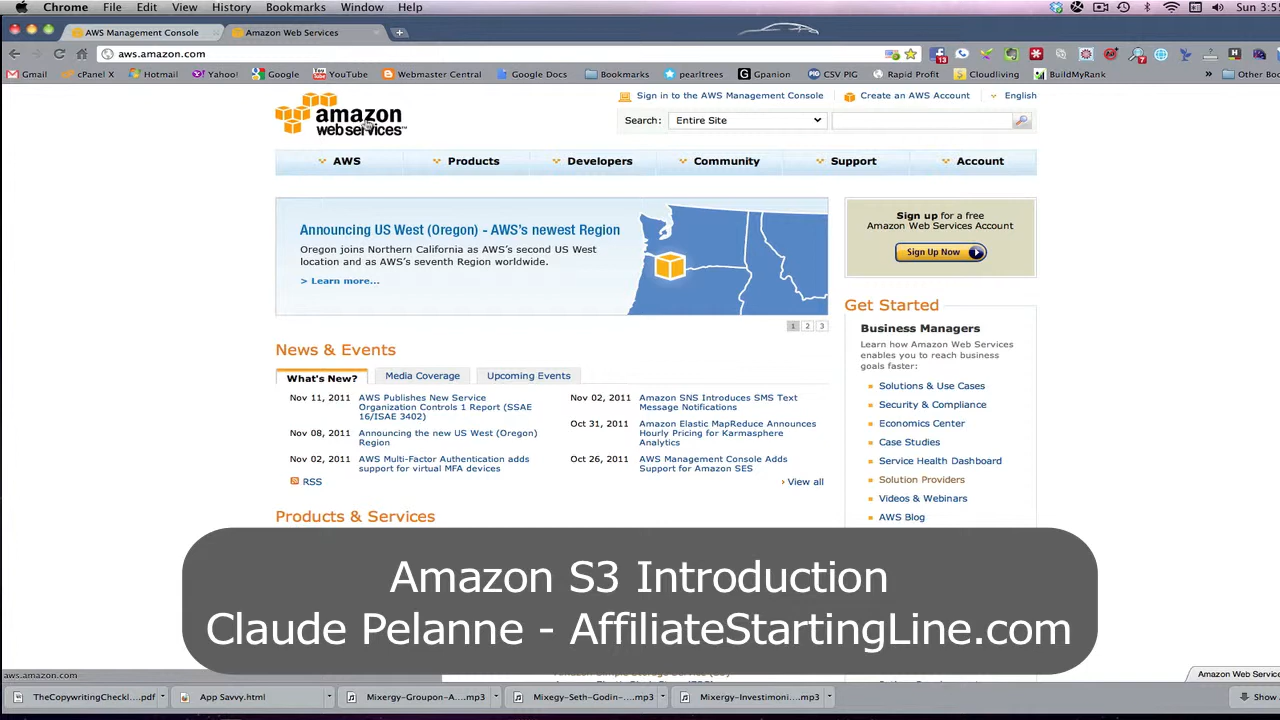 Chrome File Edit View History Bookmarks Window Help
Sun 3:5
AWS Management Console
Amazon Web Services
aws.amazon.com
Gmail cPanel X Hotmail Yahoo! Google YouTube Webmaster Central Google Docs Bookmarks pearltrees Gpanion CSV PIG Rapid Profit Cloudliving BuildMyRank » Other Boo
amazon
webservices™
Sign in to the AWS Management Console
Create an AWS Account
English
Search: Entire Site
AWS Products Developers Community Support Account
Announcing US West (Oregon) - AWS's newest Region
Oregon joins Northern California as AWS's second US West
location and as AWS's seventh Region worldwide.
> Learn more...
1 2 3
Sign up for a free
Amazon Web Services Account
Sign Up Now
News & Events
What's New? Media Coverage Upcoming Events
Nov 11, 2011 AWS Publishes New Service
Organization Controls 1 Report (SSAE
16/ISAE 3402)
Nov 08, 2011 Announcing the new US West (Oregon)
Region
Nov 02, 2011 AWS Multi-Factor Authentication adds
support for virtual MFA devices
RSS
Nov 02, 2011 Amazon SNS Introduces SMS Text
Message Notifications
Oct 31, 2011 Amazon Elastic MapReduce Announces
Hourly Pricing for Karmasphere
Analytics
Oct 26, 2011 AWS Management Console Adds
Support for Amazon SES
View all
Get Started
Business Managers
Learn how Amazon Web Services
enables you to reach business
goals faster:
Solutions & Use Cases
Security & Compliance
Economics Center
Case Studies
Service Health Dashboard
Solution Providers
Videos & Webinars
AWS Blog
Products & Services
Amazon S3 Introduction
Claude Pelanne - AffiliateStartingLine.com
aws.amazon.com
Amazon Web Service
TheCopywritingCheckl....pdf
App Savvy.html
Mixergy-Groupon-A....mp3
Mixergy-Seth-Godin-....mp3
Mixergy-Investimoni....mp3
Show